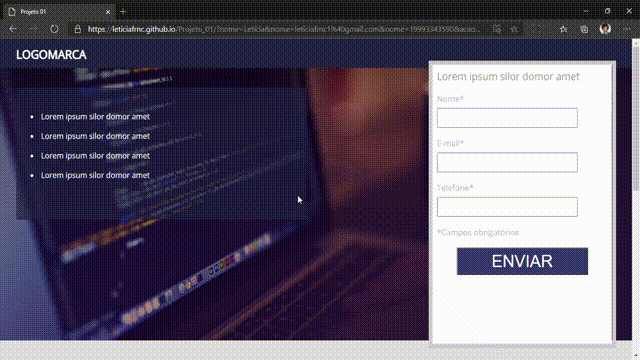 Projeto 01
https://leticiafrnc.github.io/Projeto_01/?nome=Letícia&nome=leticiafrnc1%40gmail.com&nome=19993343590&aceo...
LOGOMARCA
Lorem ipsum silor domor amet
Lorem ipsum silor domor amet
Lorem ipsum silor domor amet
Lorem ipsum silor domor amet
Lorem ipsum silor domor amet
Nome*
E-mail*
Telefone*
*Campos obrigatórios
ENVIAR